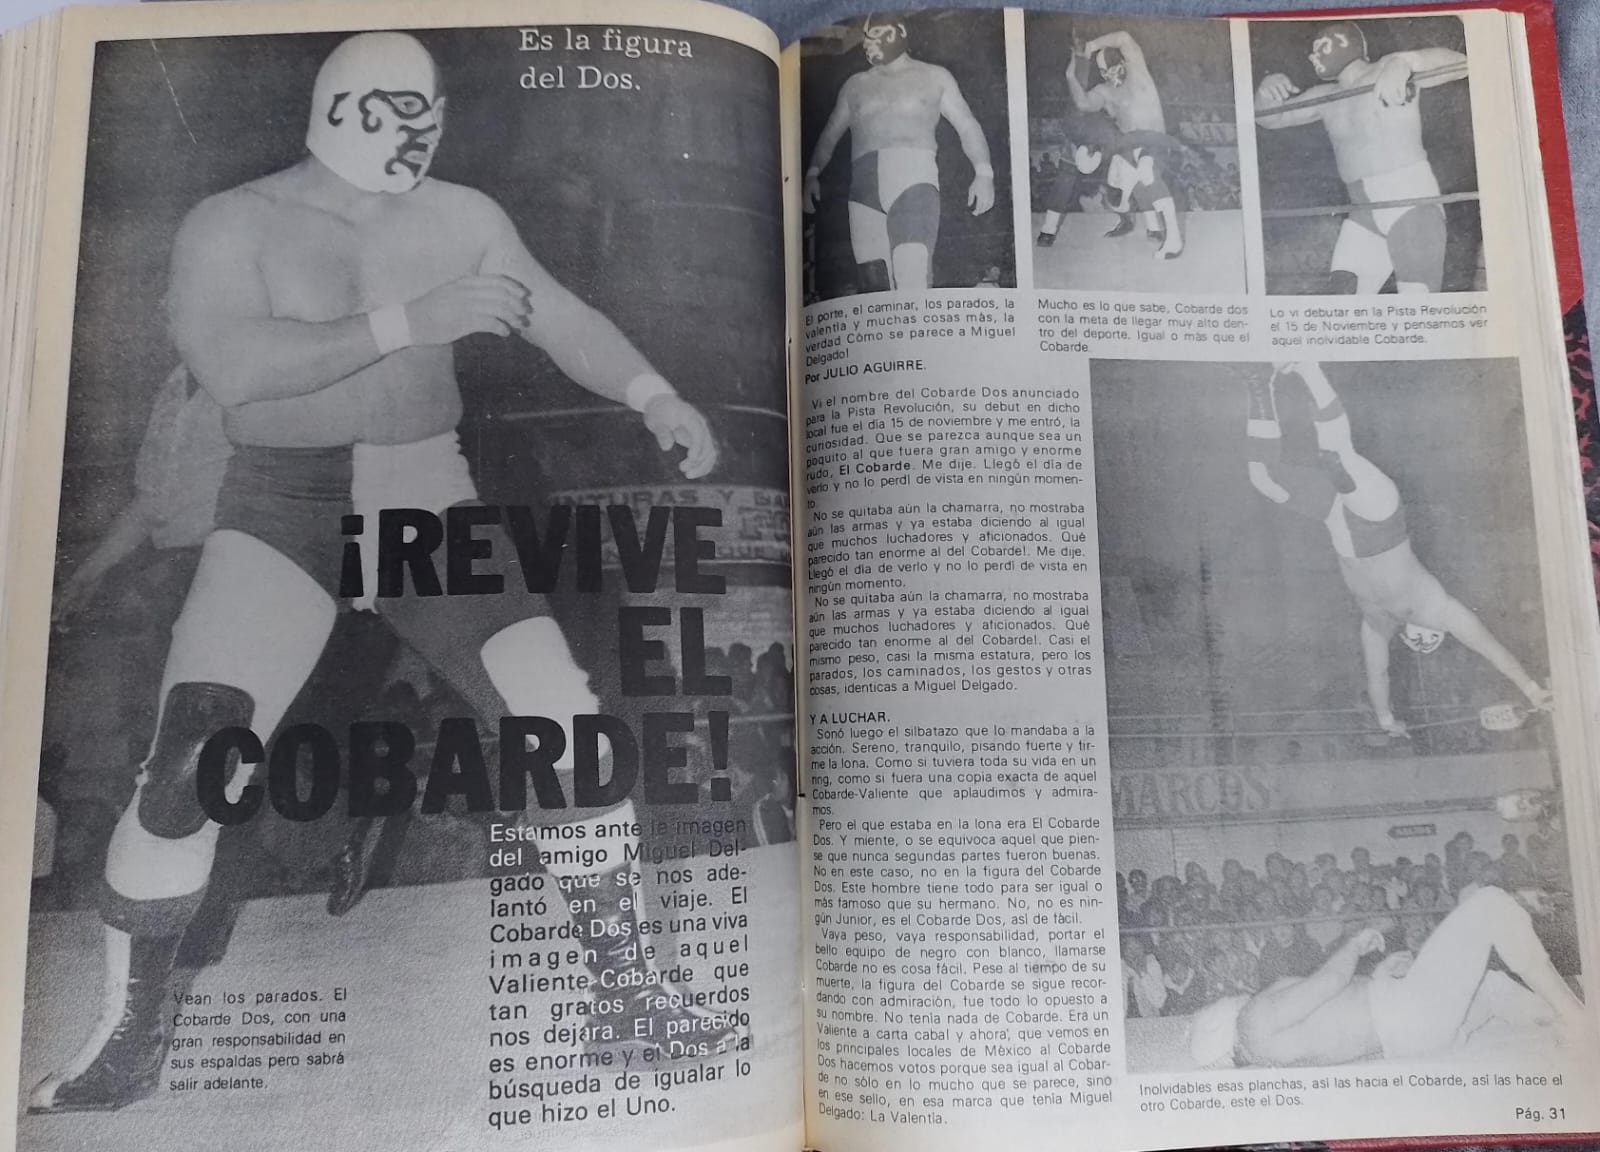 Es la figura
del Dos.
¡REVIVE
EL
COBARDE!
Estamos ante la imagen
del amigo Miguel Del-
gado que se nos ade-
lantó en el viaje. El
Cobarde Dos es una viva
imagen de aquel
Valiente-Cobarde que
tan gratos recuerdos
nos dejára. El parecido
es enorme y el Dos a la
búsqueda de igualar lo
que hizo el Uno.
Vean los parados. El
Cobarde Dos, con una
gran responsabilidad en
sus espaldas pero sabrá
salir adelante.
El porte, el caminar, los parados, la
valentia y muchas cosas más, la
verdad Cómo se parece a Miguel
Delgado!
Mucho es lo que sabe, Cobarde dos
con la meta de llegar muy alto den-
tro del deporte. Igual o más que el
Cobarde.
Lo vi debutar en la Pista Revolución
el 15 de Noviembre y pensamos ver
aquel inolvidable Cobarde.
Por JULIO AGUIRRE.
Vi el nombre del Cobarde Dos anunciado
para la Pista Revolución, su debut en dicho
local fue el día 15 de noviembre y me entró, la
curiosidad. Que se parezca aunque sea un
poquito al que fuera gran amigo y enorme
rudo, El Cobarde. Me dije. Llegó el día de
verlo y no lo perdí de vista en ningún momen-
to.
No se quitaba aún la chamarra, no mostraba
aún las armas y ya estaba diciendo al igual
que muchos luchadores y aficionados. Qué
parecido tan enorme al del Cobarde!. Me dije.
Llegó el día de verlo y no lo perdí de vista en
ningún momento.
No se quitaba aún la chamarra, no mostraba
aún las armas y ya estaba diciendo al igual
que muchos luchadores y aficionados. Qué
parecido tan enorme al del Cobarde!. Casi el
mismo peso, casi la misma estatura, pero los
parados, los caminados, los gestos y otras
cosas, identicas a Miguel Delgado.
Y A LUCHAR.
Sonó luego el silbatazo que lo mandaba a la
acción. Sereno, tranquilo, pisando fuerte y fir-
me la lona. Como si tuviera toda su vida en un
ring, como si fuera una copia exacta de aquel
Cobarde-Valiente que aplaudimos y admira-
mos.
Pero el que estaba en la lona era El Cobarde
Dos. Y miente, o se equivoca aquel que pien-
se que nunca segundas partes fueron buenas.
No en este caso, no en la figura del Cobarde
Dos. Este hombre tiene todo para ser igual o
más famoso que su hermano. No, no es nin-
gún Junior, es el Cobarde Dos, así de fácil.
Vaya peso, vaya responsabilidad, portar el
bello equipo de negro con blanco, llamarse
Cobarde no es cosa fácil. Pese al tiempo de su
muerte, la figura del Cobarde se sigue recor-
dando con admiración, fue todo lo opuesto a
su nombre. No tenía nada de Cobarde. Era un
Valiente a carta cabal y ahora, que vemos en
los principales locales de México al Cobarde
Dos hacemos votos porque sea igual al Cobar-
de no sólo en lo mucho que se parece, sino
en ese sello, en esa marca que tenía Miguel
Delgado: La Valentía.
MARCOS
SALIDA
Inolvidables esas planchas, asi las hacia el Cobarde, así las hace el
otro Cobarde, este el Dos.
Pág. 31